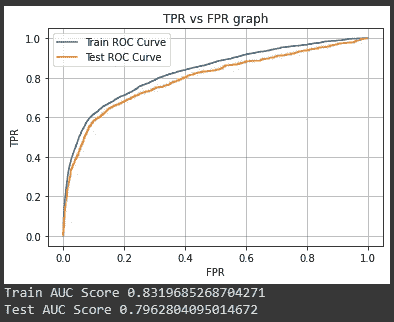 TPR vs FPR graph
Train ROC Curve
Test ROC Curve
1.0
0.8
0.6
0.4
0.2
0.0
TPR
0.0 0.2 0.4 0.6 0.8 1.0
FPR
Train AUC Score 0.8319685268704271
Test AUC Score 0.7962804095014672